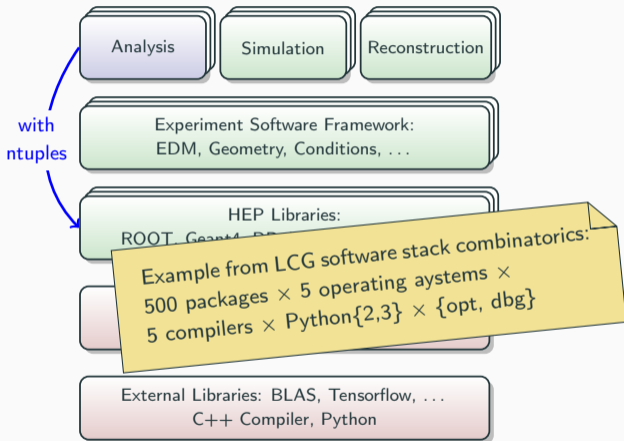 Analysis
Simulation
Reconstruction
with
ntuples
Experiment Software Framework:
EDM, Geometry, Conditions, ...
HEP Libraries:
ROOT, Geant4,
Example from LCG software stack combinatorics:
500 packages × 5 operating aystems ×
5 compilers × Python{2,3} × {opt, dbg}
External Libraries: BLAS, Tensorflow, ...
C++ Compiler, Python